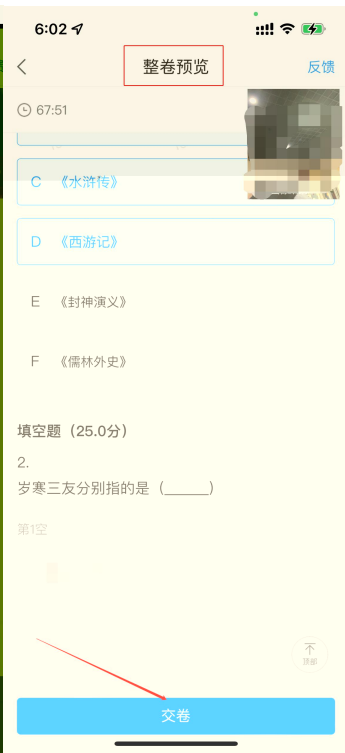 6:02
整卷预览
反馈
67:51
C 《水浒传》
D 《西游记》
E 《封神演义》
F 《儒林外史》
填空题（25.0分）
2.
岁寒三友分别指的是（______）
第1空
顶部
交卷